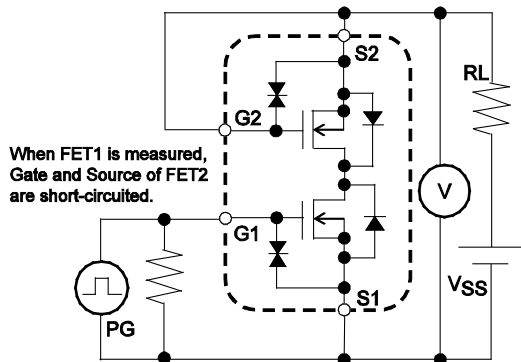 S2
RL
G2
When FET1 is measured,
Gate and Source of FET2
are short-circuited.
V
G1
VSS
S1
PG